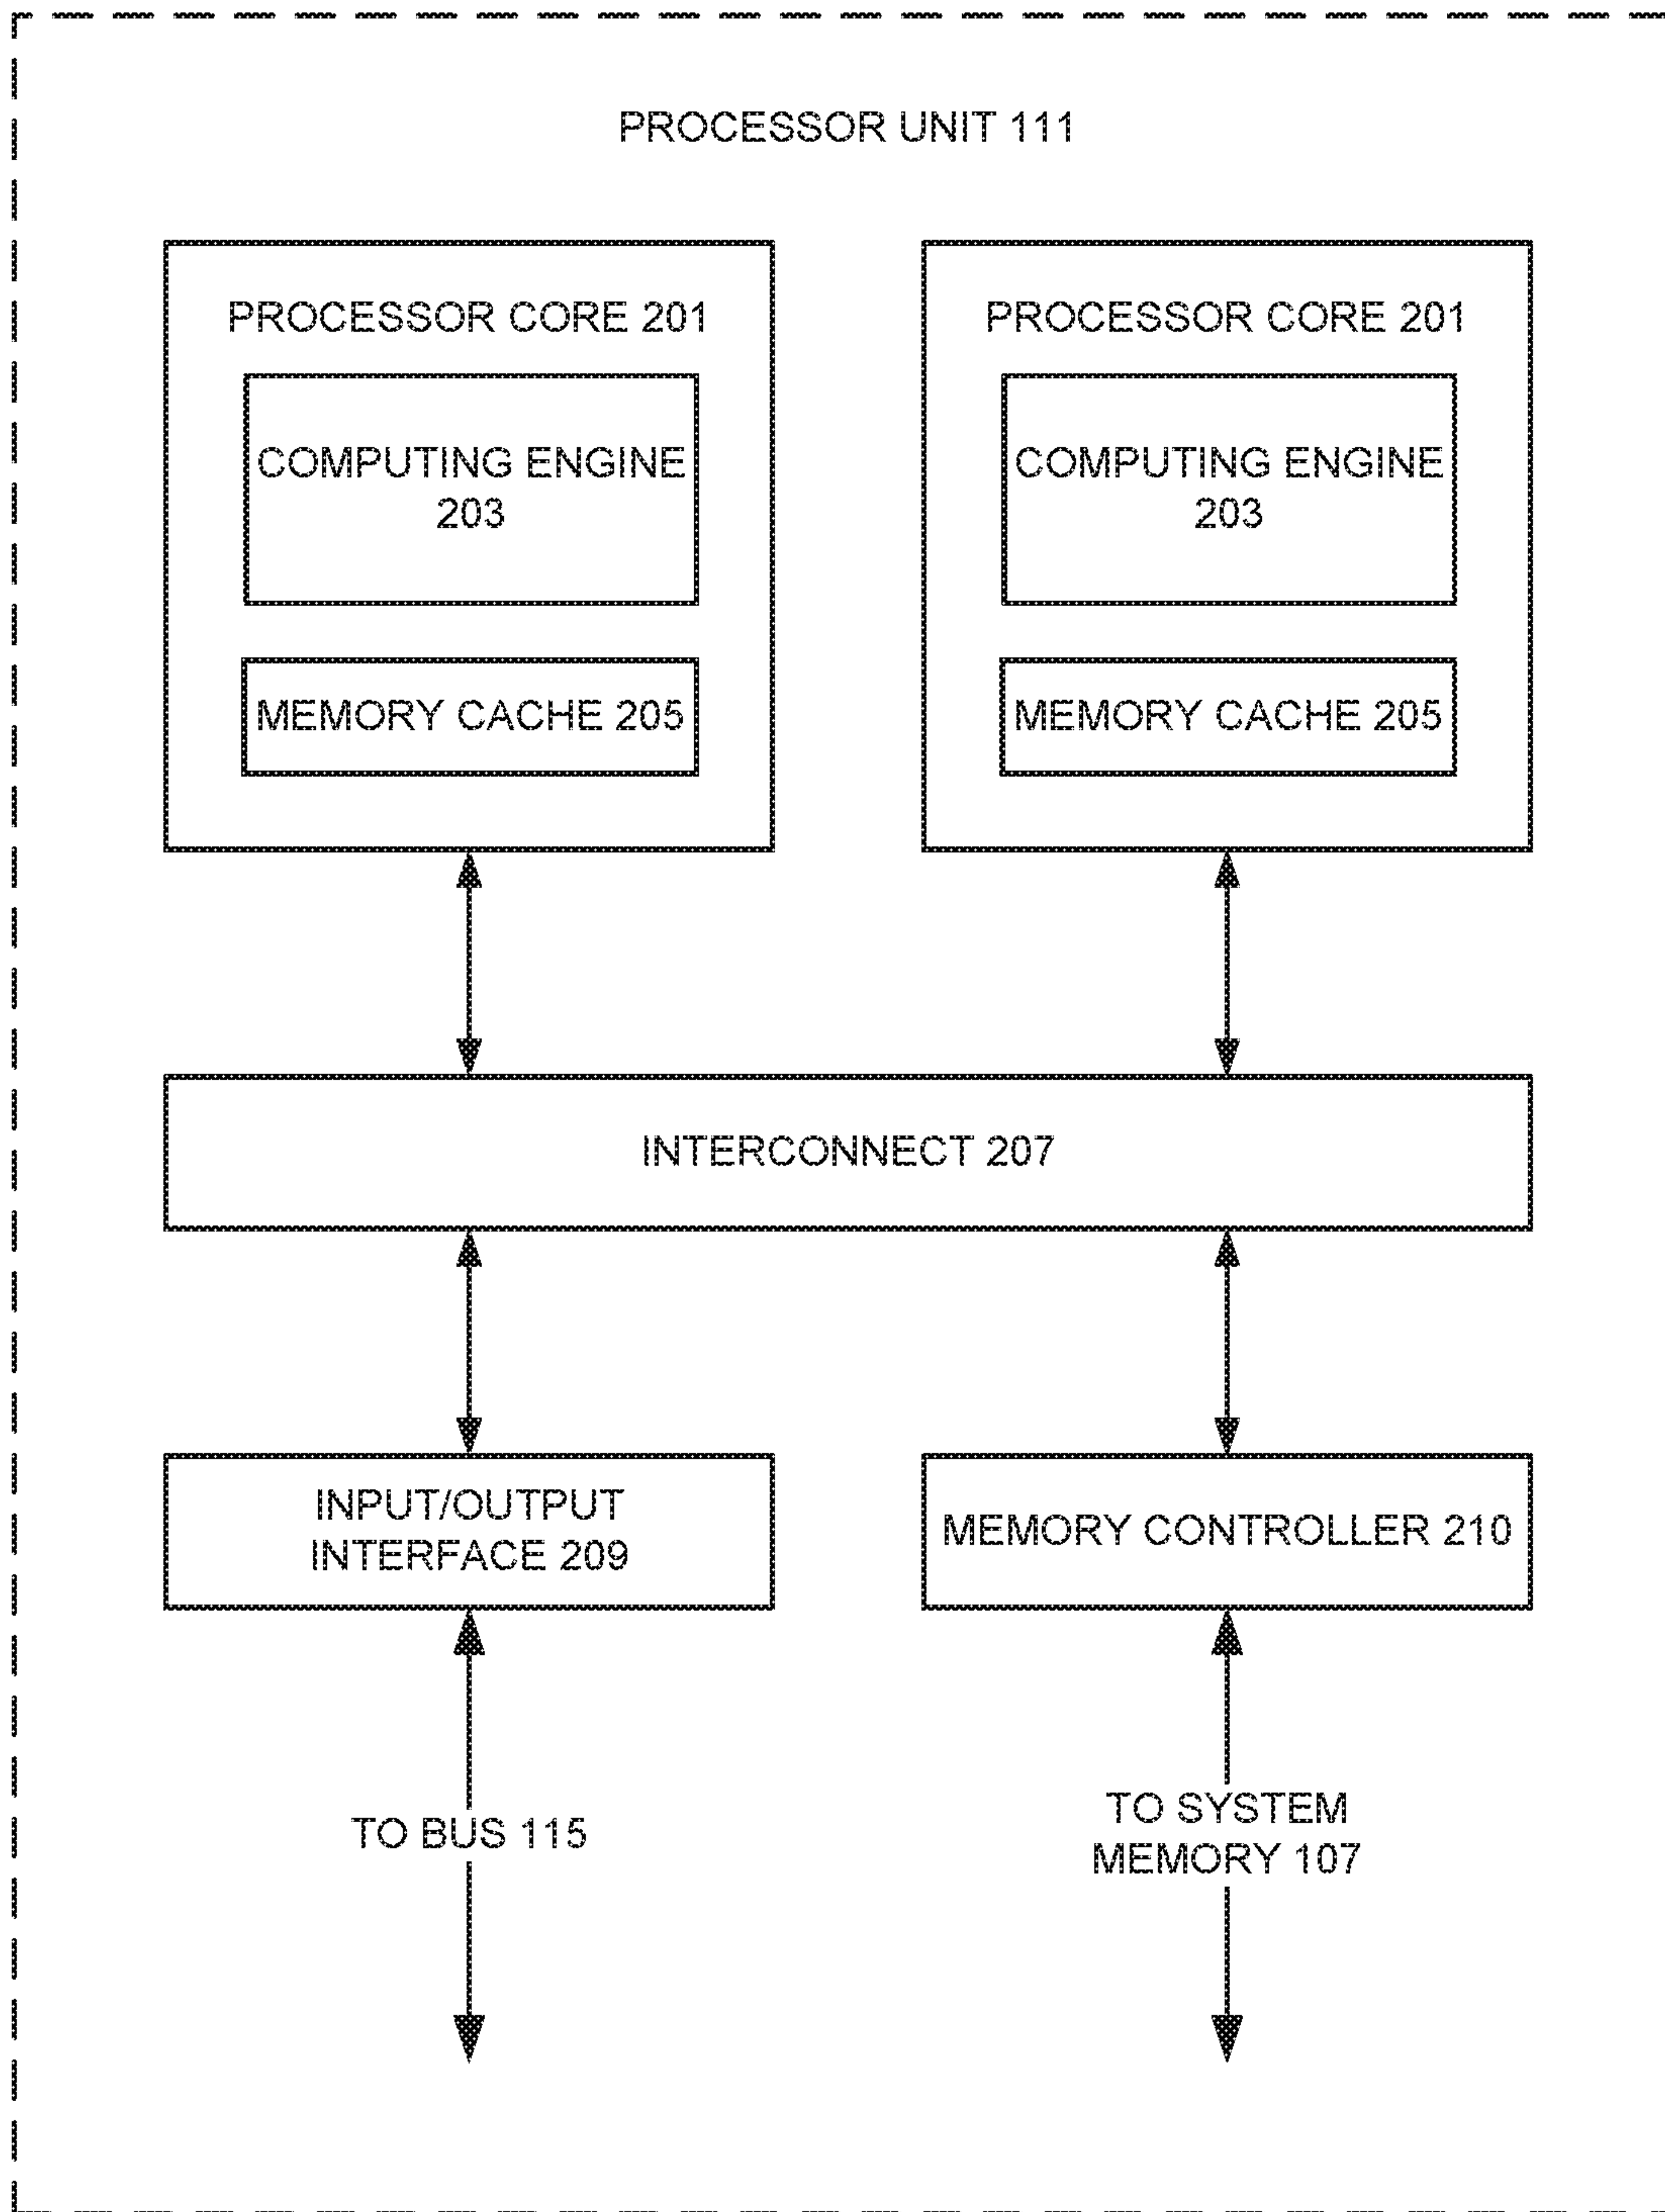 PROCESSOR UNIT 111
PROCESSOR CORE 201
COMPUTING ENGINE
203
MEMORY CACHE 205
PROCESSOR CORE 201
COMPUTING ENGINE
203
MEMORY CACHE 205
INTERCONNECT 207
INPUT/OUTPUT
INTERFACE 209
MEMORY CONTROLLER 210
TO BUS 115
TO SYSTEM
MEMORY 107